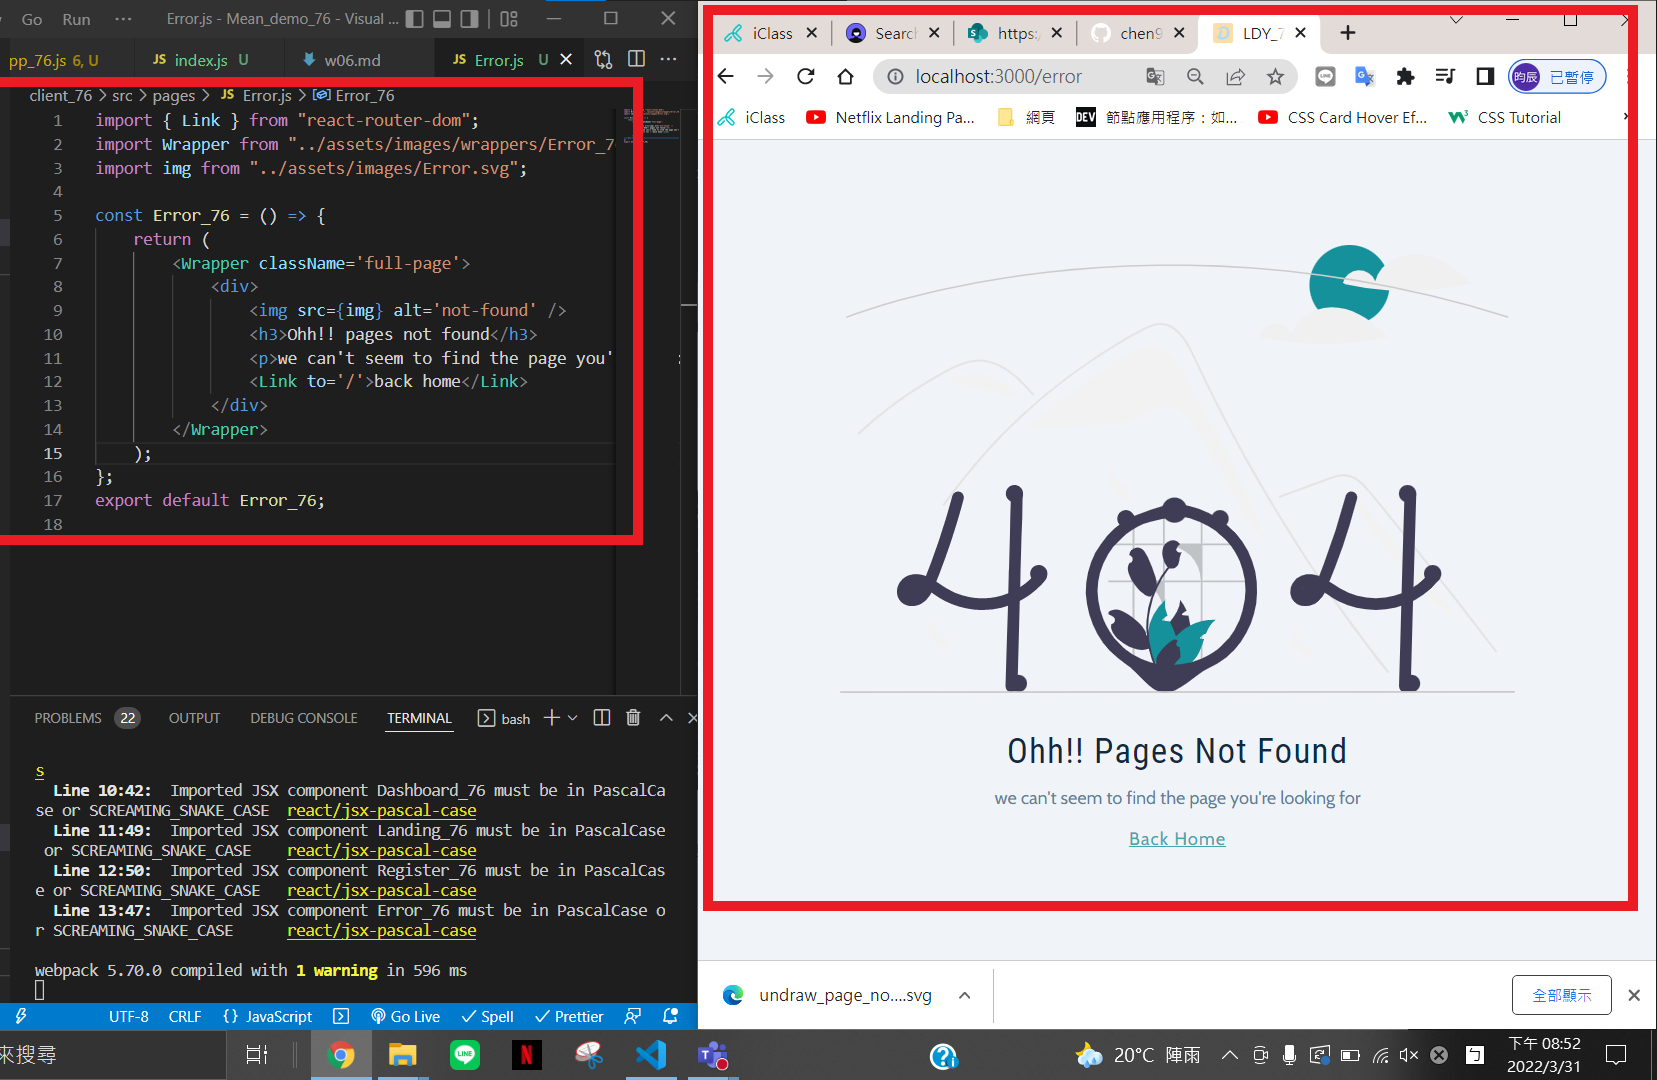 Go Run ··· Error.js - Mean_demo_76 - Visual ...
pp_76.js 6, U index.js U w06.md JS Error.js U
client_76 > src > pages > JS Error.js > Error_76
1 import { Link } from "react-router-dom";
2 import Wrapper from "../assets/images/wrappers/Error_7
3 import img from "../assets/images/Error.svg";
4
5 const Error_76 = () => {
6 return (
7 <Wrapper className='full-page'>
8 <div>
9 <img src={img} alt='not-found' />
10 <h3>Ohh!! pages not found</h3>
11 <p>we can't seem to find the page you'
12 <Link to='/'>back home</Link>
13 </div>
14 </Wrapper>
15 );
16 };
17 export default Error_76;
18
PROBLEMS 22 OUTPUT DEBUG CONSOLE TERMINAL bash
s
Line 10:42: Imported JSX component Dashboard_76 must be in PascalCa
se or SCREAMING_SNAKE_CASE react/jsx-pascal-case
Line 11:49: Imported JSX component Landing_76 must be in PascalCase
or SCREAMING_SNAKE_CASE react/jsx-pascal-case
Line 12:50: Imported JSX component Register_76 must be in PascalCas
e or SCREAMING_SNAKE_CASE react/jsx-pascal-case
Line 13:47: Imported JSX component Error_76 must be in PascalCase o
r SCREAMING_SNAKE_CASE react/jsx-pascal-case
webpack 5.70.0 compiled with 1 warning in 596 ms
UTF-8 CRLF {} JavaScript Go Live Spell Prettier
iClass Search https:/ chen9 LDY_7
localhost:3000/error 昀辰 已暫停
iClass Netflix Landing Pa... 網頁 DEV 節點應用程序：如... CSS Card Hover Ef... CSS Tutorial
404
Ohh!! Pages Not Found
we can't seem to find the page you're looking for
Back Home
undraw_page_no....svg 全部顯示
來搜尋 LINE 20°C 陣雨 下午 08:52
2022/3/31